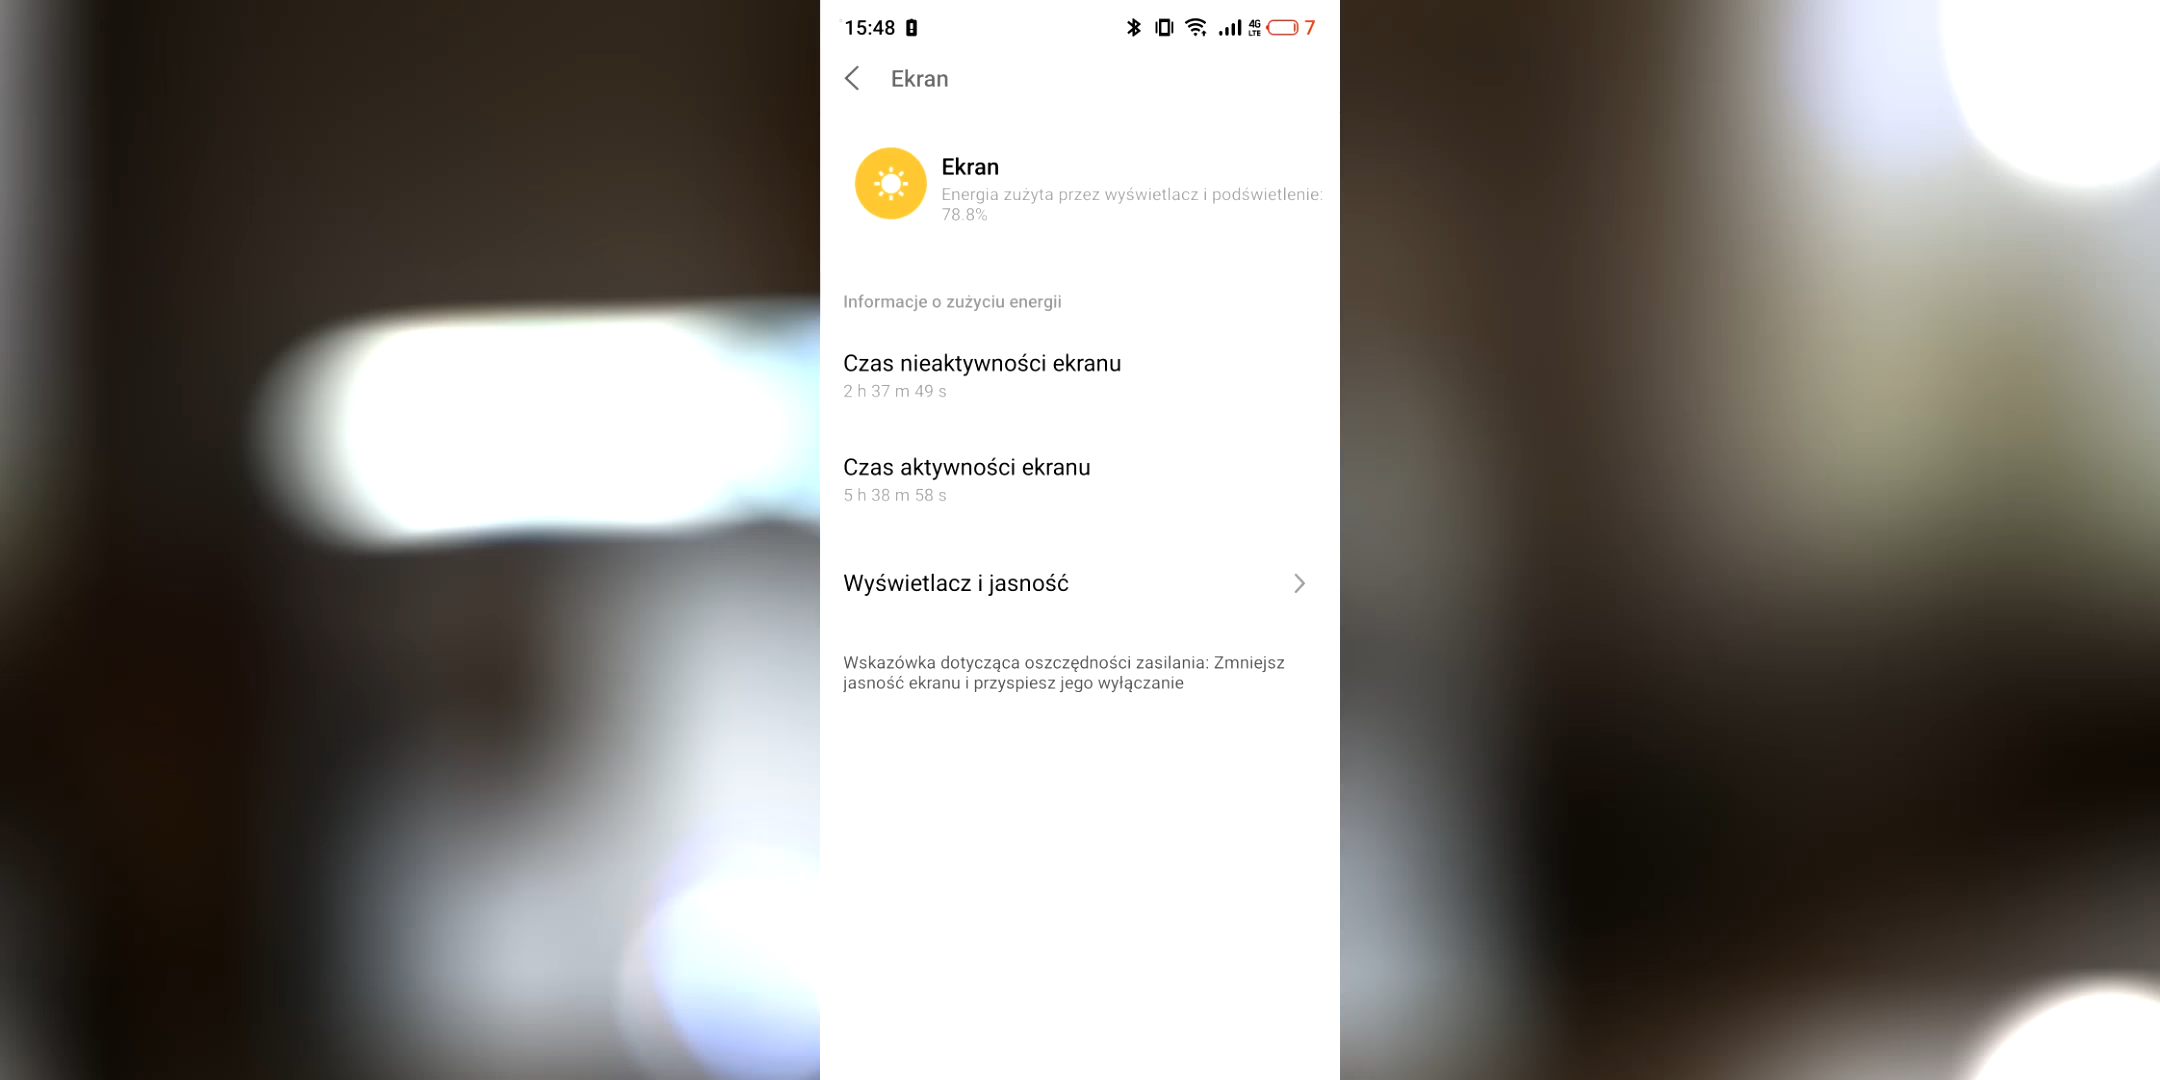 15:48
4G
LTE
7
Ekran
Ekran
Energia zużyta przez wyświetlacz i podświetlenie:
78.8%
Informacje o zużyciu energii
Czas nieaktywności ekranu
2 h 37 m 49 s
Czas aktywności ekranu
5 h 38 m 58 s
Wyświetlacz i jasność
Wskazówka dotycząca oszczędności zasilania: Zmniejsz
jasność ekranu i przyspiesz jego wyłączanie